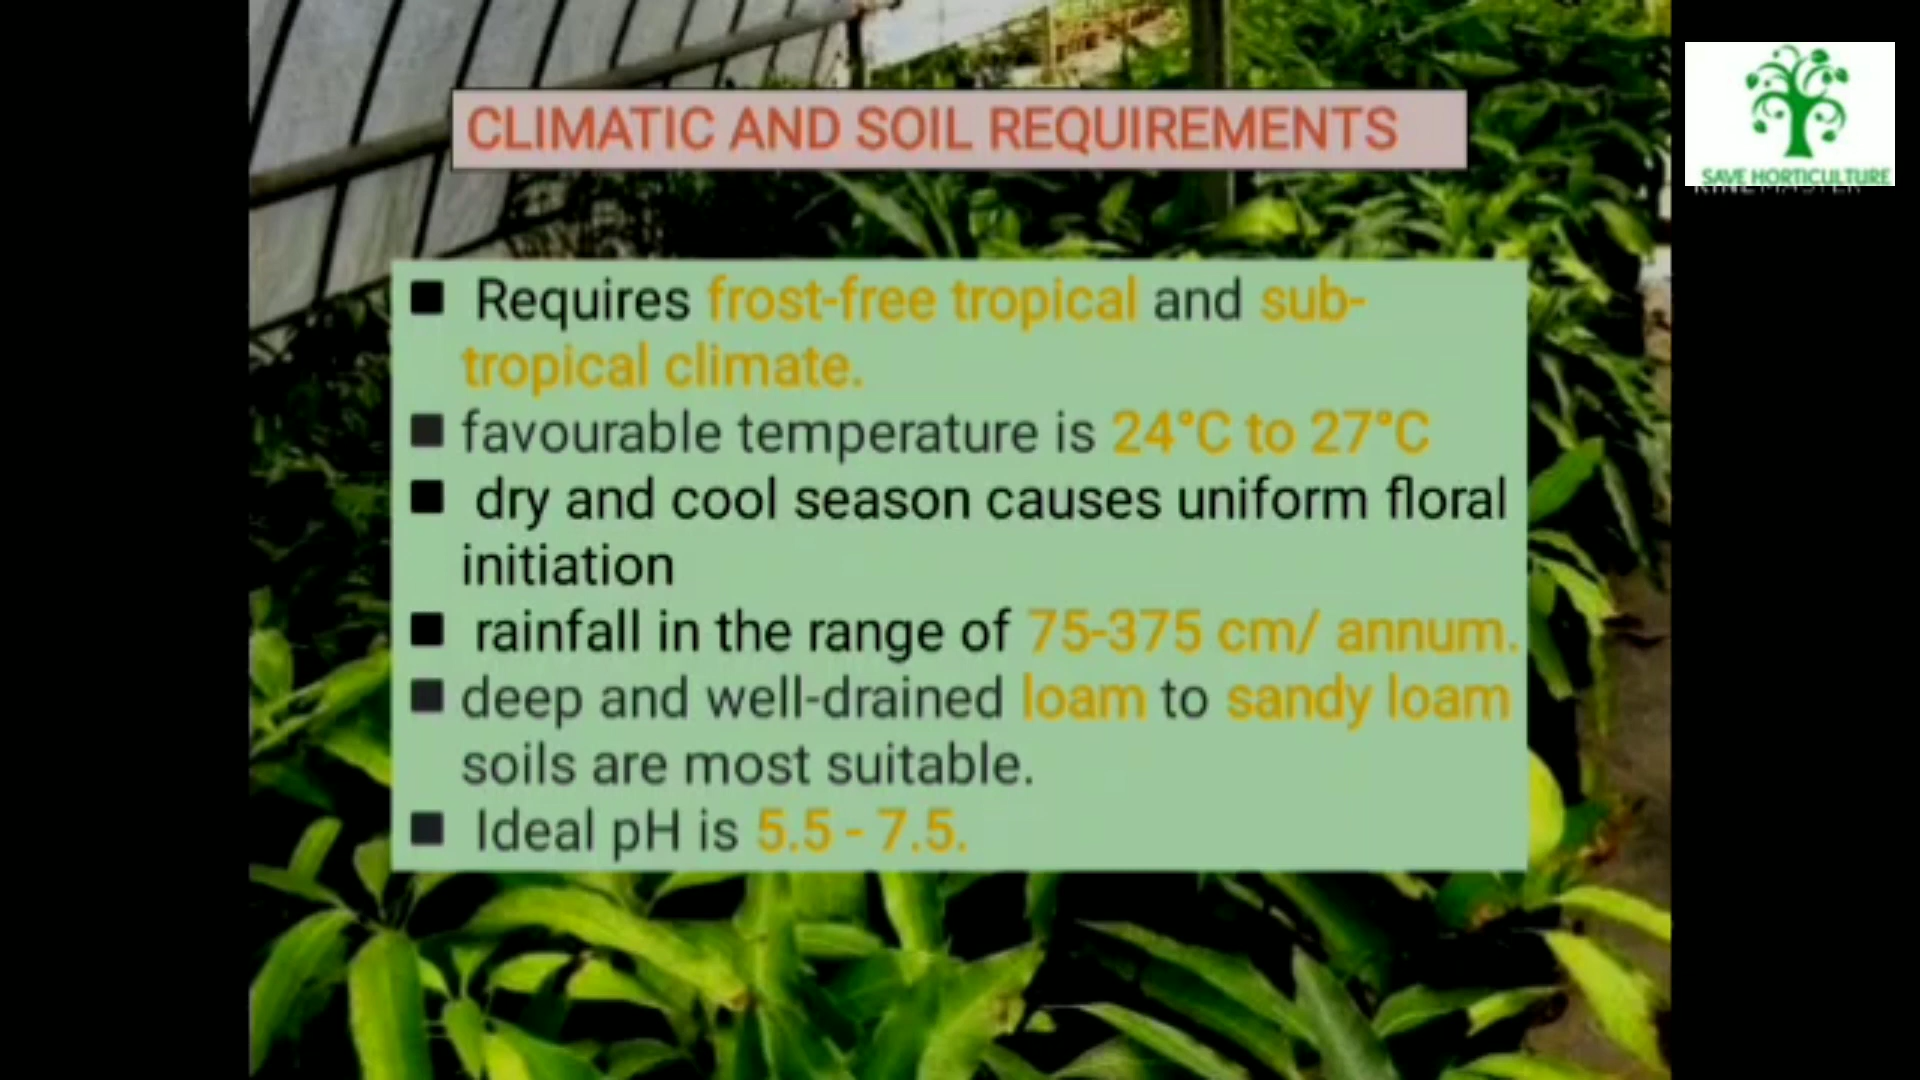 CLIMATIC AND SOIL REQUIREMENTS
SAVE HORTICULTURE
■ Requires frost-free tropical and sub-
tropical climate.
■ favourable temperature is 24°C to 27°C
■ dry and cool season causes uniform floral
initiation
■ rainfall in the range of 75-375 cm/ annum.
■ deep and well-drained loam to sandy loam
soils are most suitable.
■ Ideal pH is 5.5 - 7.5.